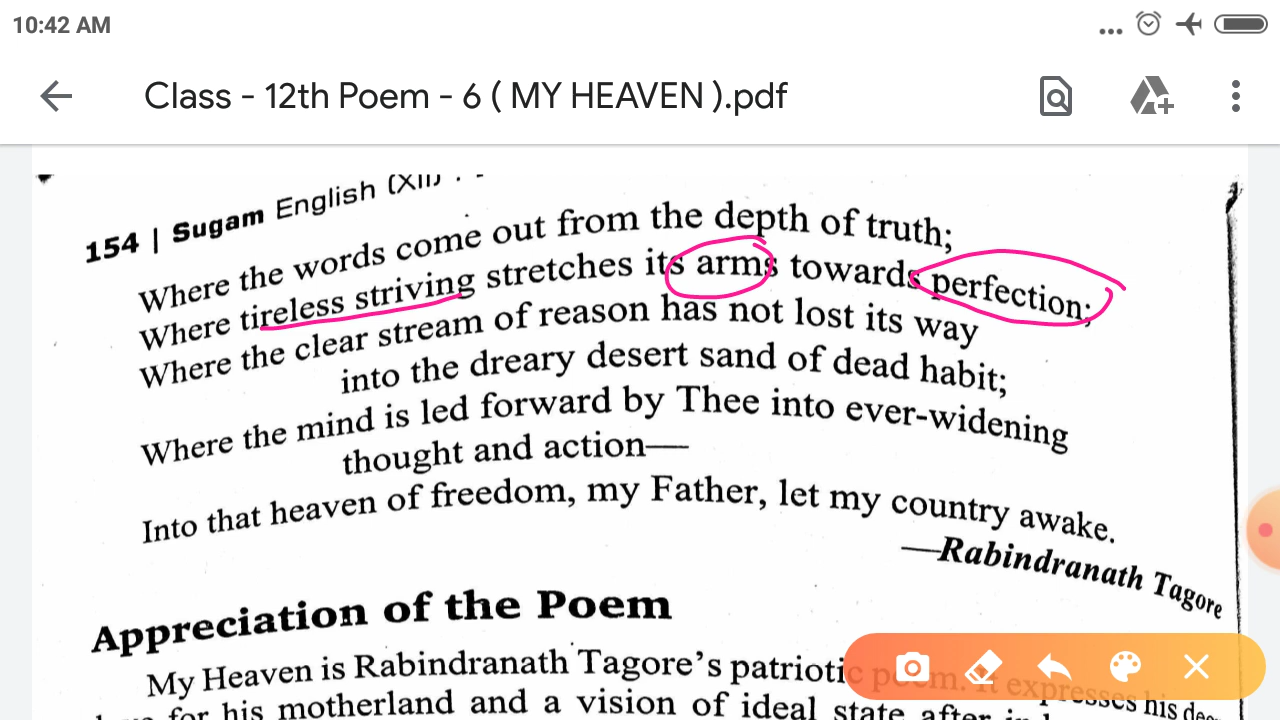 10:42 AM
Class - 12th Poem - 6 ( MY HEAVEN ).pdf
154 | Sugam English (XII)
Where the words come out from the depth of truth;
Where tireless striving stretches its arms towards perfection;
Where the clear stream of reason has not lost its way
into the dreary desert sand of dead habit;
Where the mind is led forward by Thee into ever-widening
thought and action—
Into that heaven of freedom, my Father, let my country awake.
—Rabindranath Tagore
Appreciation of the Poem
My Heaven is Rabindranath Tagore's patriotic poem. It expresses his
for his motherland and a vision of ideal state after